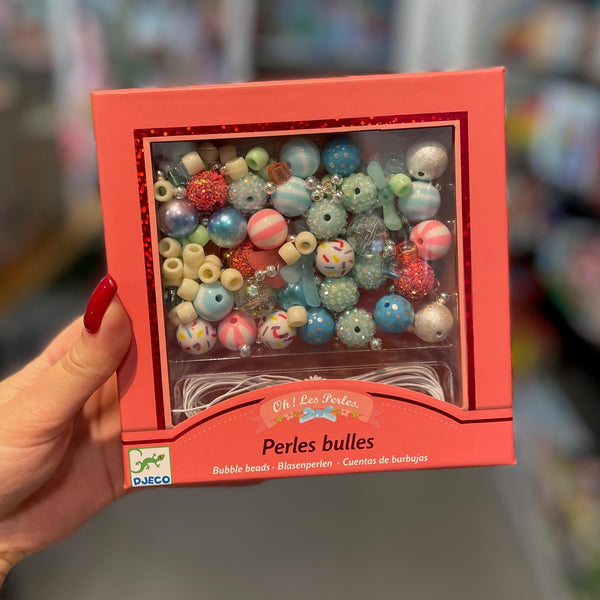 Oh! Les Perles.
Perles bulles
Bubble beads · Blasenperlen · Cuentas de burbujas
DJECO